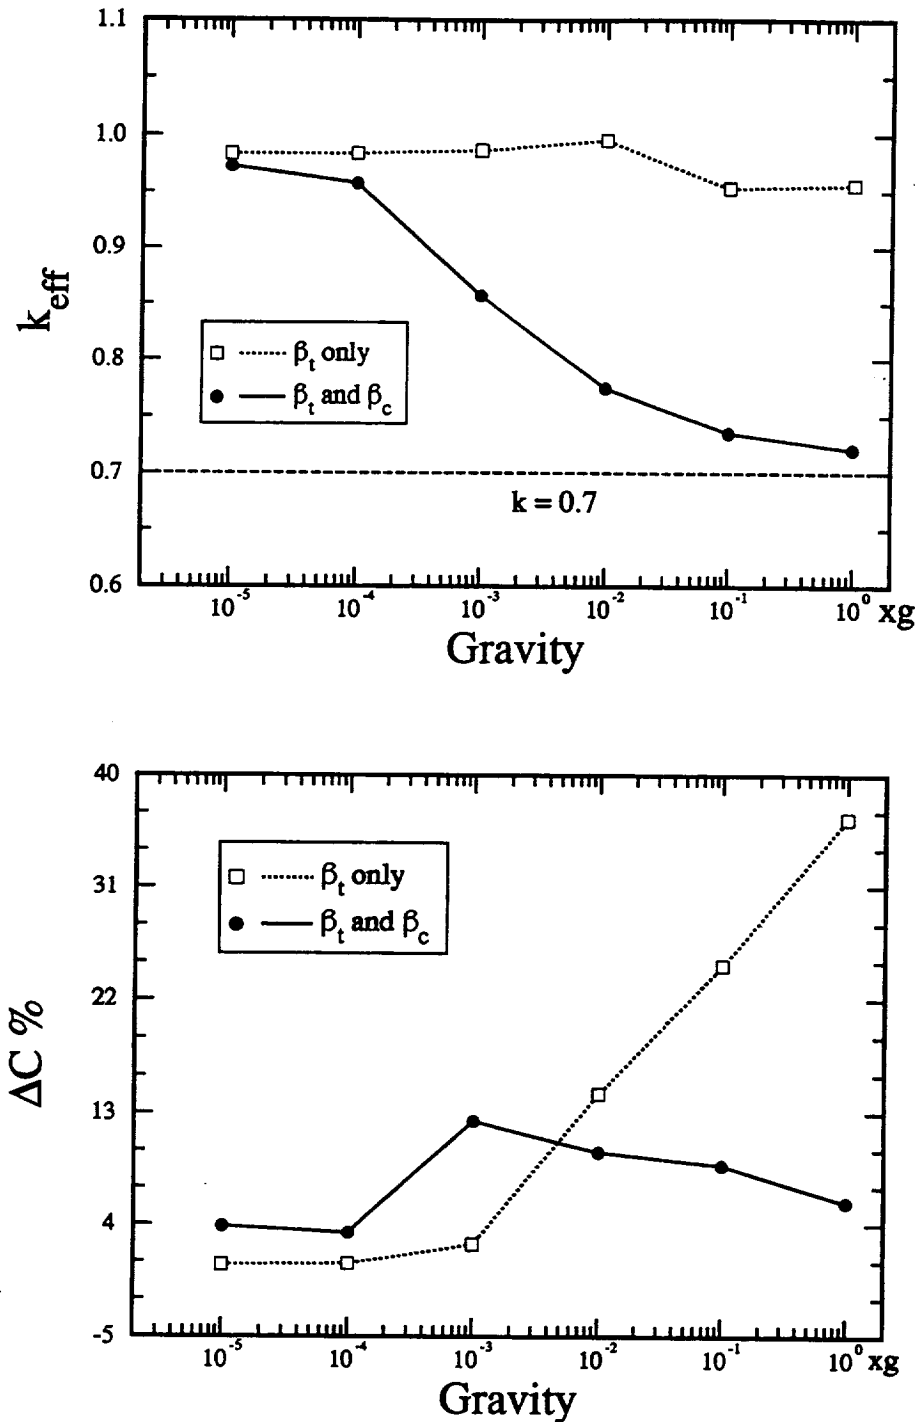 1.1
1.0
0.9
0.8
0.7
0.6
k_eff
β_t only
β_t and β_c
k = 0.7
10^-5 10^-4 10^-3 10^-2 10^-1 10^0 xg
Gravity
40
31
22
13
4
-5
ΔC %
β_t only
β_t and β_c
10^-5 10^-4 10^-3 10^-2 10^-1 10^0 xg
Gravity